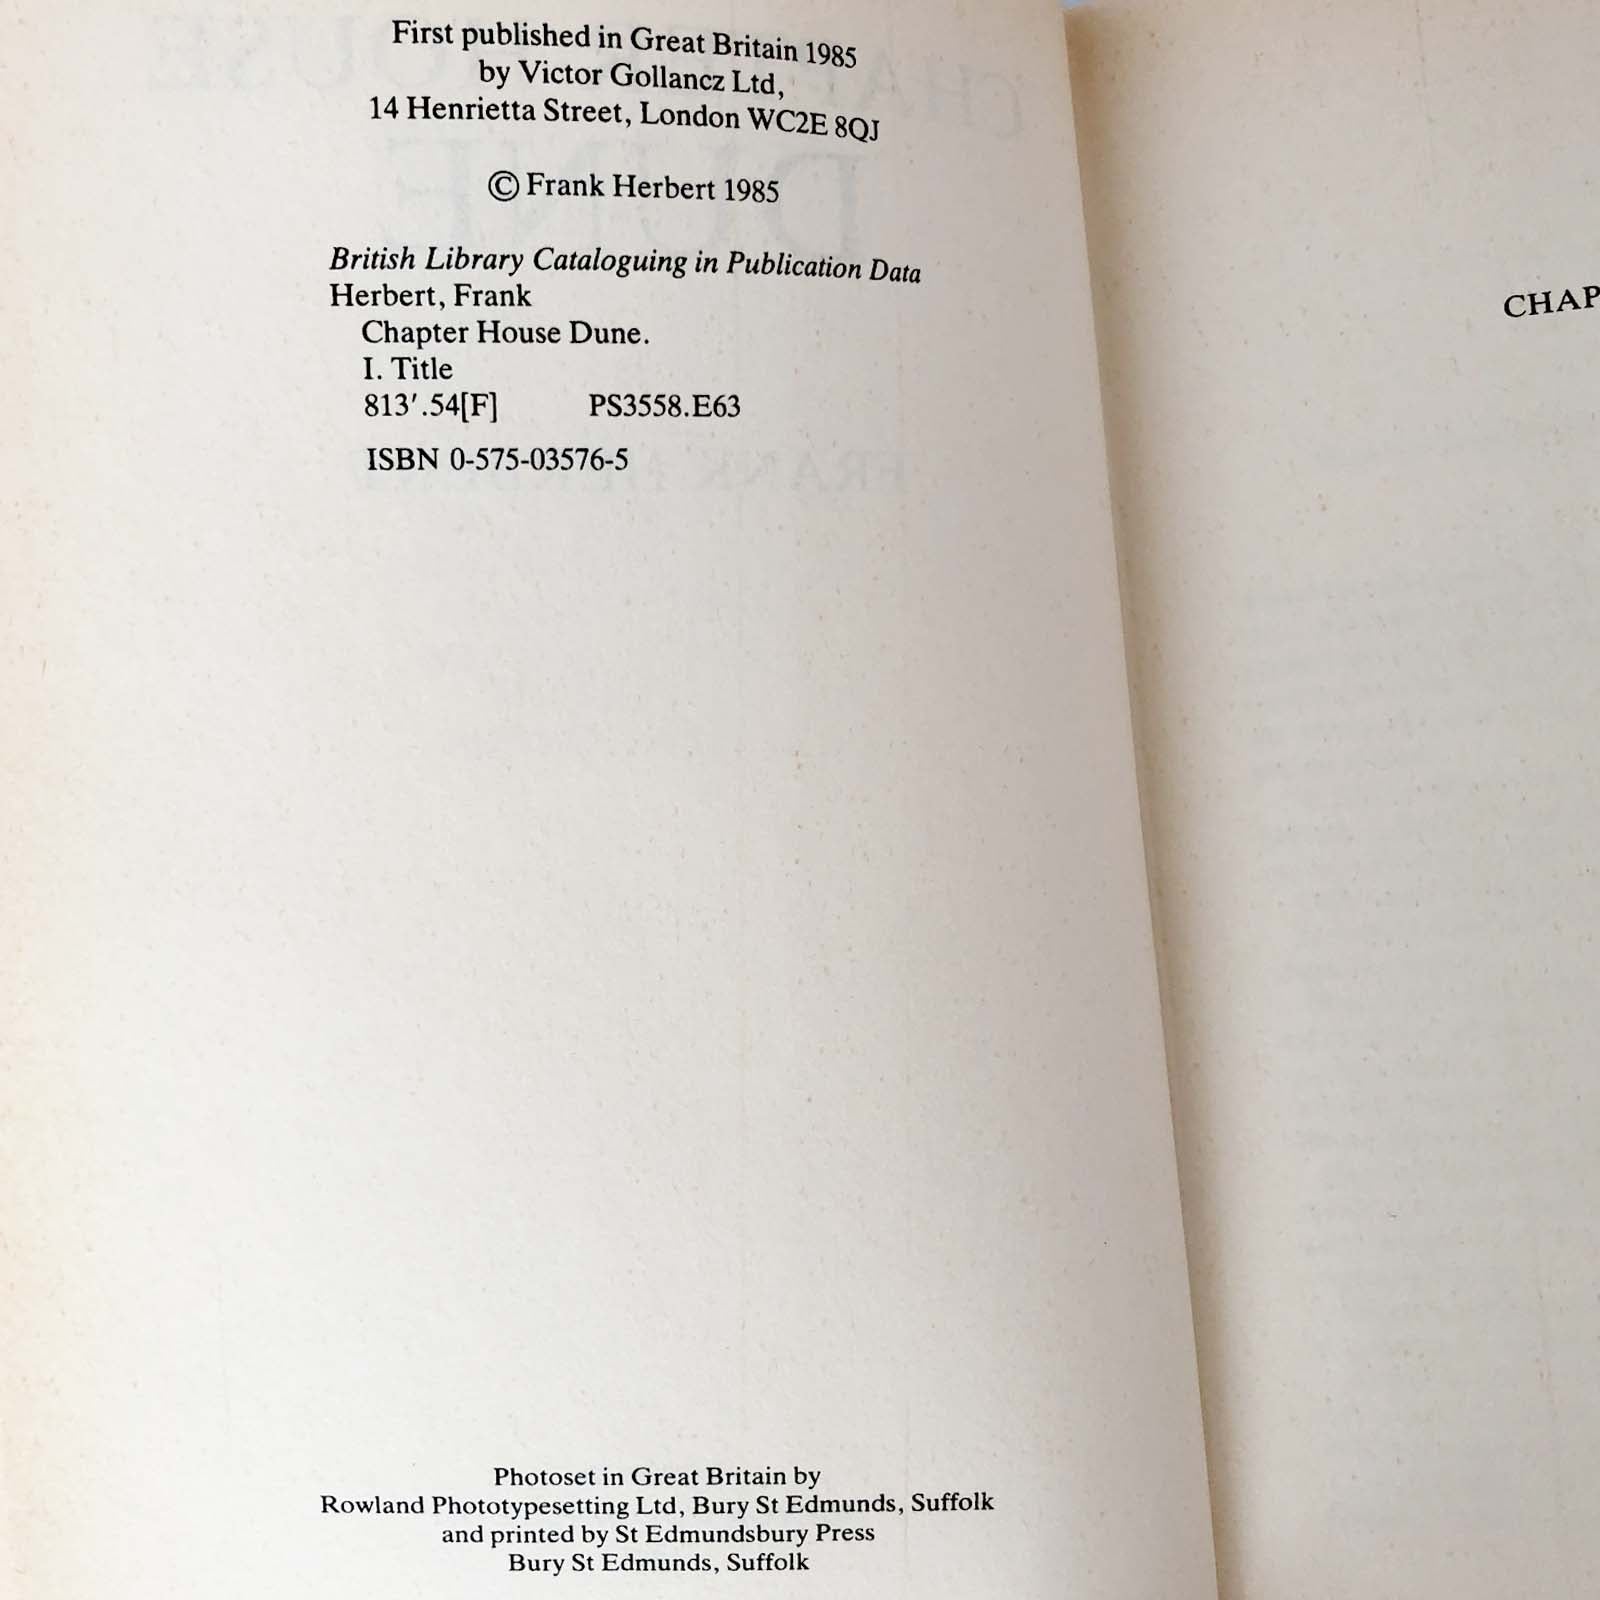 First published in Great Britain 1985
by Victor Gollancz Ltd,
14 Henrietta Street, London WC2E 8QJ
© Frank Herbert 1985
British Library Cataloguing in Publication Data
Herbert, Frank
Chapter House Dune.
I. Title
813′.54[F] PS3558.E63
ISBN 0-575-03576-5
Photoset in Great Britain by
Rowland Phototypesetting Ltd, Bury St Edmunds, Suffolk
and printed by St Edmundsbury Press
Bury St Edmunds, Suffolk
CHAP